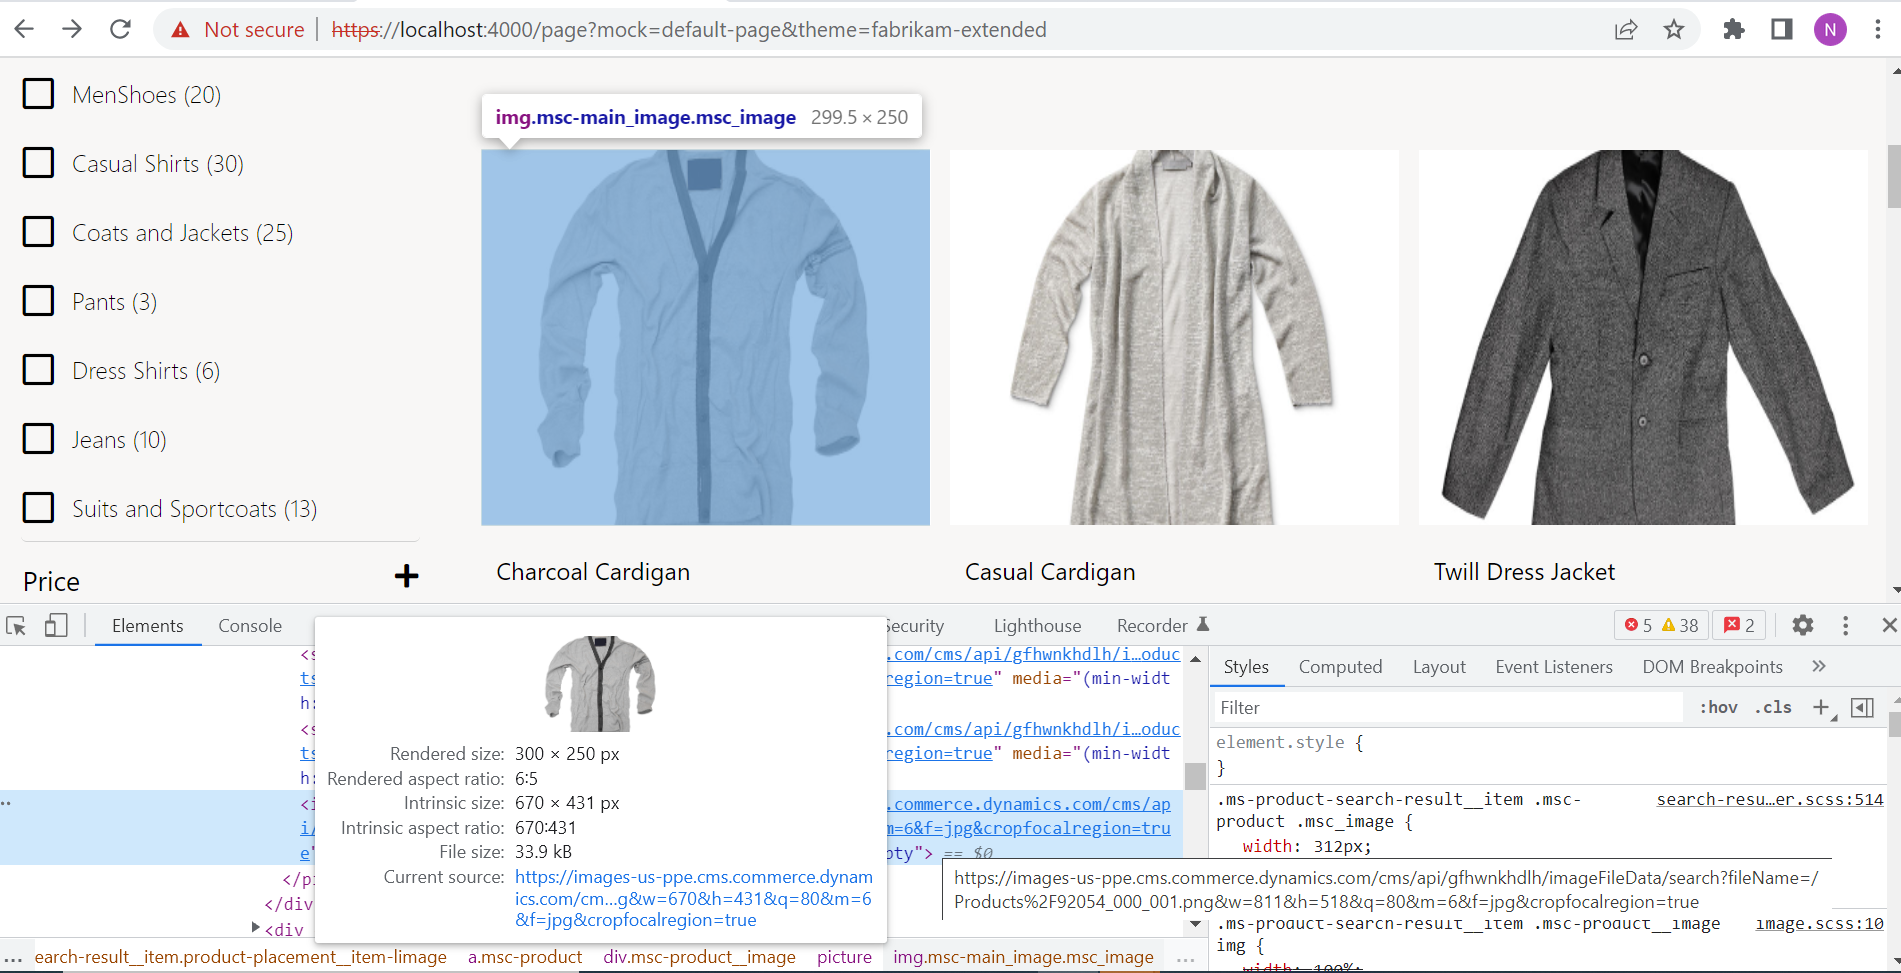 Not secure | https://localhost:4000/page?mock=default-page&theme=fabrikam-extended
N
MenShoes (20)
Casual Shirts (30)
Coats and Jackets (25)
Pants (3)
Dress Shirts (6)
Jeans (10)
Suits and Sportcoats (13)
Price
img.msc-main_image.msc_image 299.5 × 250
Charcoal Cardigan
Casual Cardigan
Twill Dress Jacket
Elements Console Security Lighthouse Recorder 5 38 2
<s .com/cms/api/gfhwnkhdlh/i…oduc
ts region=true" media="(min-widt
h:
<s .com/cms/api/gfhwnkhdlh/i…oduc
ts region=true" media="(min-widt
h:
<i .commerce.dynamics.com/cms/ap
i/ m=6&f=jpg&cropfocalregion=tru
e" pty"> == $0
</pi
</div
<div
Rendered size: 300 × 250 px
Rendered aspect ratio: 6:5
Intrinsic size: 670 × 431 px
Intrinsic aspect ratio: 670:431
File size: 33.9 kB
Current source: https://images-us-ppe.cms.commerce.dynam
ics.com/cm…g&w=670&h=431&q=80&m=6
&f=jpg&cropfocalregion=true
Styles Computed Layout Event Listeners DOM Breakpoints »
Filter :hov .cls
element.style {
}
.ms-product-search-result__item .msc- search-resu…er.scss:514
product .msc_image {
width: 312px;
https://images-us-ppe.cms.commerce.dynamics.com/cms/api/gfhwnkhdlh/imageFileData/search?fileName=/
Products%2F92054_000_001.png&w=811&h=518&q=80&m=6&f=jpg&cropfocalregion=true
.ms-product-search-result__item .msc-product__image image.scss:10
img {
width: 100%;
... earch-result__item.product-placement__item-limage a.msc-product div.msc-product__image picture img.msc-main_image.msc_image ...